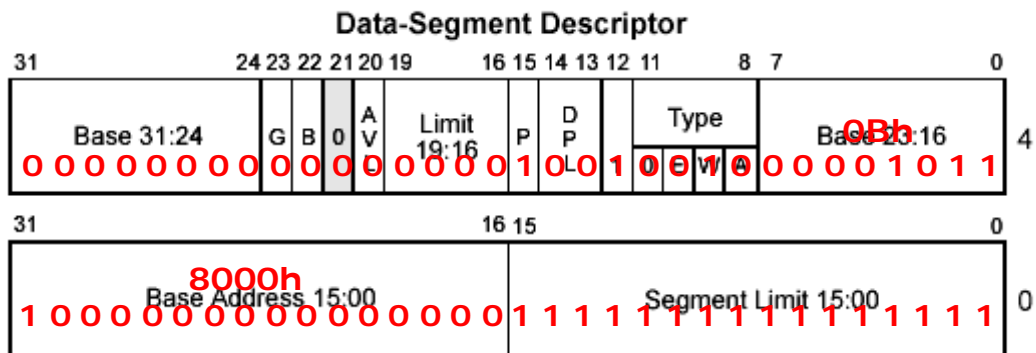 Data-Segment Descriptor
31 24 23 22 21 20 19 16 15 14 13 12 11 8 7 0
Base 31:24 G B 0 AVL Limit 19:16 P DPL 1 Type 0 E W A Base 23:16 4
0Bh
0 0 0 0 0 0 0 0 0 0 0 0 0 0 0 0 1 0 0 1 0 0 1 0 0 0 0 0 1 0 1 1
31 16 15 0
8000h
Base Address 15:00 Segment Limit 15:00 0
1 0 0 0 0 0 0 0 0 0 0 0 0 0 0 0 1 1 1 1 1 1 1 1 1 1 1 1 1 1 1 1